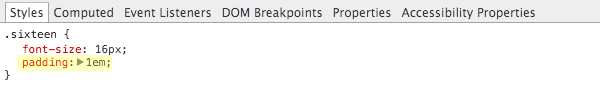 Styles Computed Event Listeners DOM Breakpoints Properties Accessibility Properties
.sixteen {
font-size: 16px;
padding:▶1em;
}